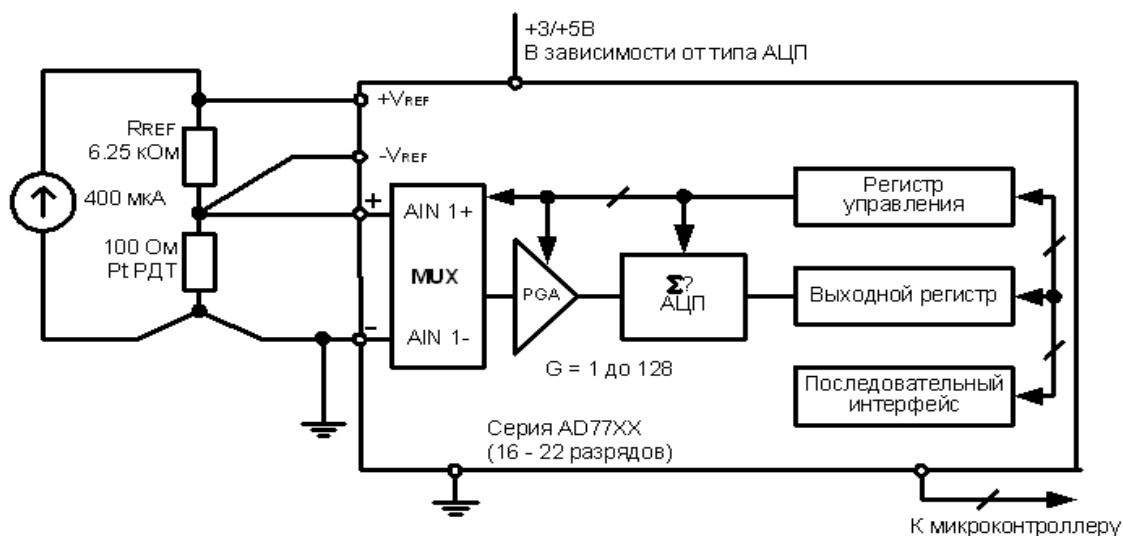 +3/+5В
В зависимости от типа АЦП
+VREF
RREF
6.25 кОм
-VREF
400 мкА
+
AIN 1+
Регистр
управления
100 Ом
Pt РДТ
MUX
PGA
Σ?
АЦП
Выходной регистр
–
AIN 1-
G = 1 до 128
Последовательный
интерфейс
Серия AD77XX
(16 - 22 разрядов)
К микроконтроллеру